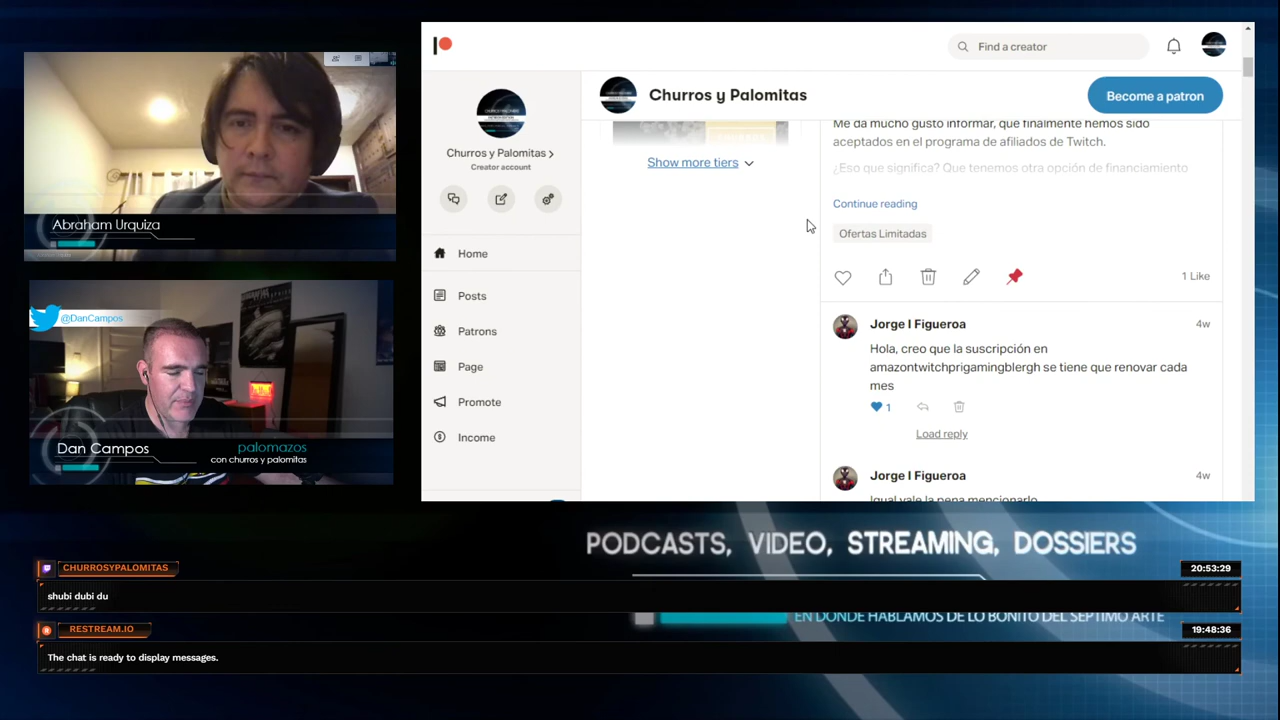 Abraham Urquiza
@DanCampos
Dan Campos
palomazos
con churros y palomitas
Find a creator
Churros y Palomitas
Creator account
Home
Posts
Patrons
Page
Promote
Income
Churros y Palomitas
Become a patron
Show more tiers
Me da mucho gusto informar, que finalmente hemos sido
aceptados en el programa de afiliados de Twitch.
¿Eso que significa? Que tenemos otra opción de financiamiento
Continue reading
Ofertas Limitadas
1 Like
Jorge I Figueroa
4w
Hola, creo que la suscripción en
amazontwitchprigamingblergh se tiene que renovar cada
mes
1
Load reply
Jorge I Figueroa
4w
Igual vale la pena mencionarlo
PODCASTS, VIDEO, STREAMING, DOSSIERS
EN DONDE HABLAMOS DE LO BONITO DEL SEPTIMO ARTE
CHURROSYPALOMITAS
20:53:29
shubi dubi du
RESTREAM.IO
19:48:36
The chat is ready to display messages.